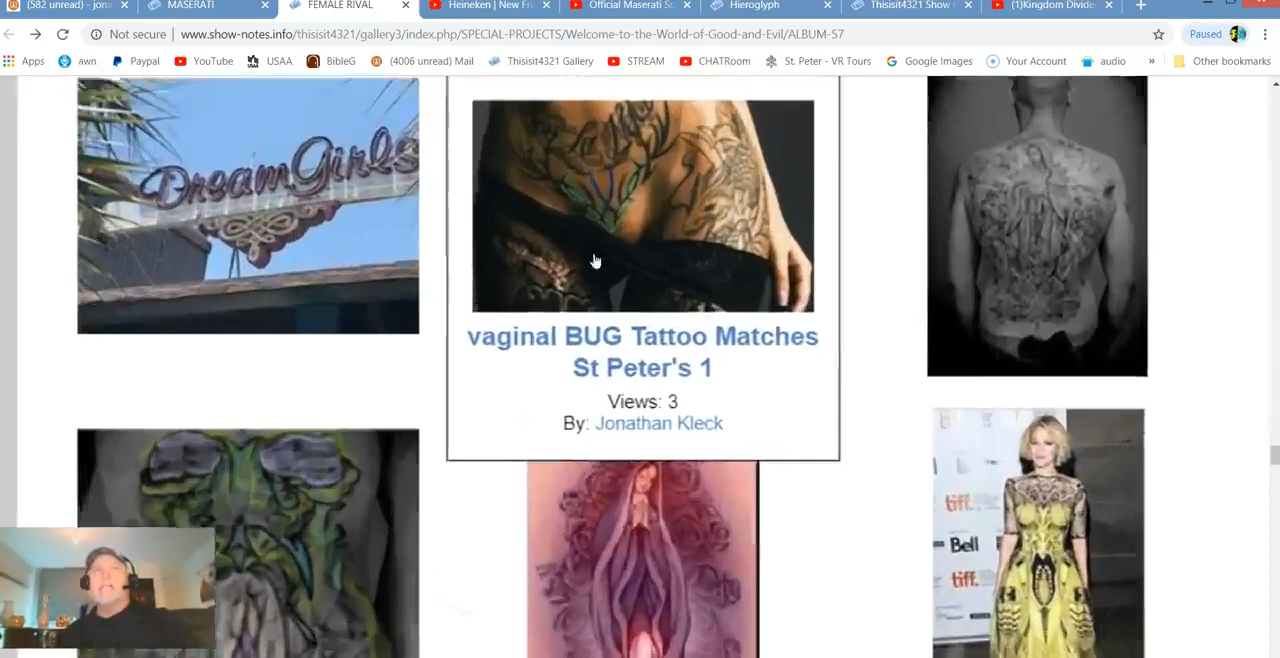 (582 unread) - jona
MASERATI
FEMALE RIVAL
Heineken | New Fri
Official Maserati Su
Hieroglyph
Thisisit4321 Show
(1)Kingdom Divide
Not secure
www.show-notes.info/thisisit4321/gallery3/index.php/SPECIAL-PROJECTS/Welcome-to-the-World-of-Good-and-Evil/ALBUM-57
Paused
Apps
awn
Paypal
YouTube
USAA
BibleG
(4006 unread) Mail
Thisisit4321 Gallery
STREAM
CHATRoom
St. Peter - VR Tours
Google Images
Your Account
audio
»
Other bookmarks
DreamGirls
vaginal BUG Tattoo Matches
St Peter's 1
Views: 3
By: Jonathan Kleck
tiff.
Bell
tiff.